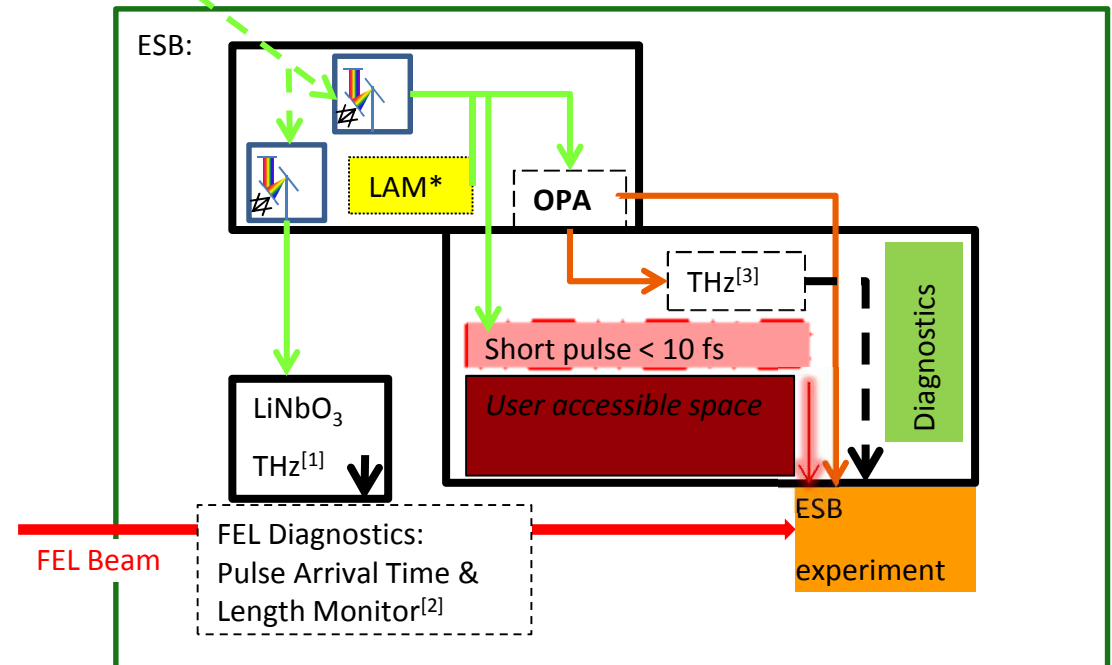 ESB:
LAM*
OPA
THz[3]
Diagnostics
Short pulse < 10 fs
User accessible space
LiNbO3
THz[1]
FEL Beam
FEL Diagnostics:
Pulse Arrival Time &
Length Monitor[2]
ESB
experiment